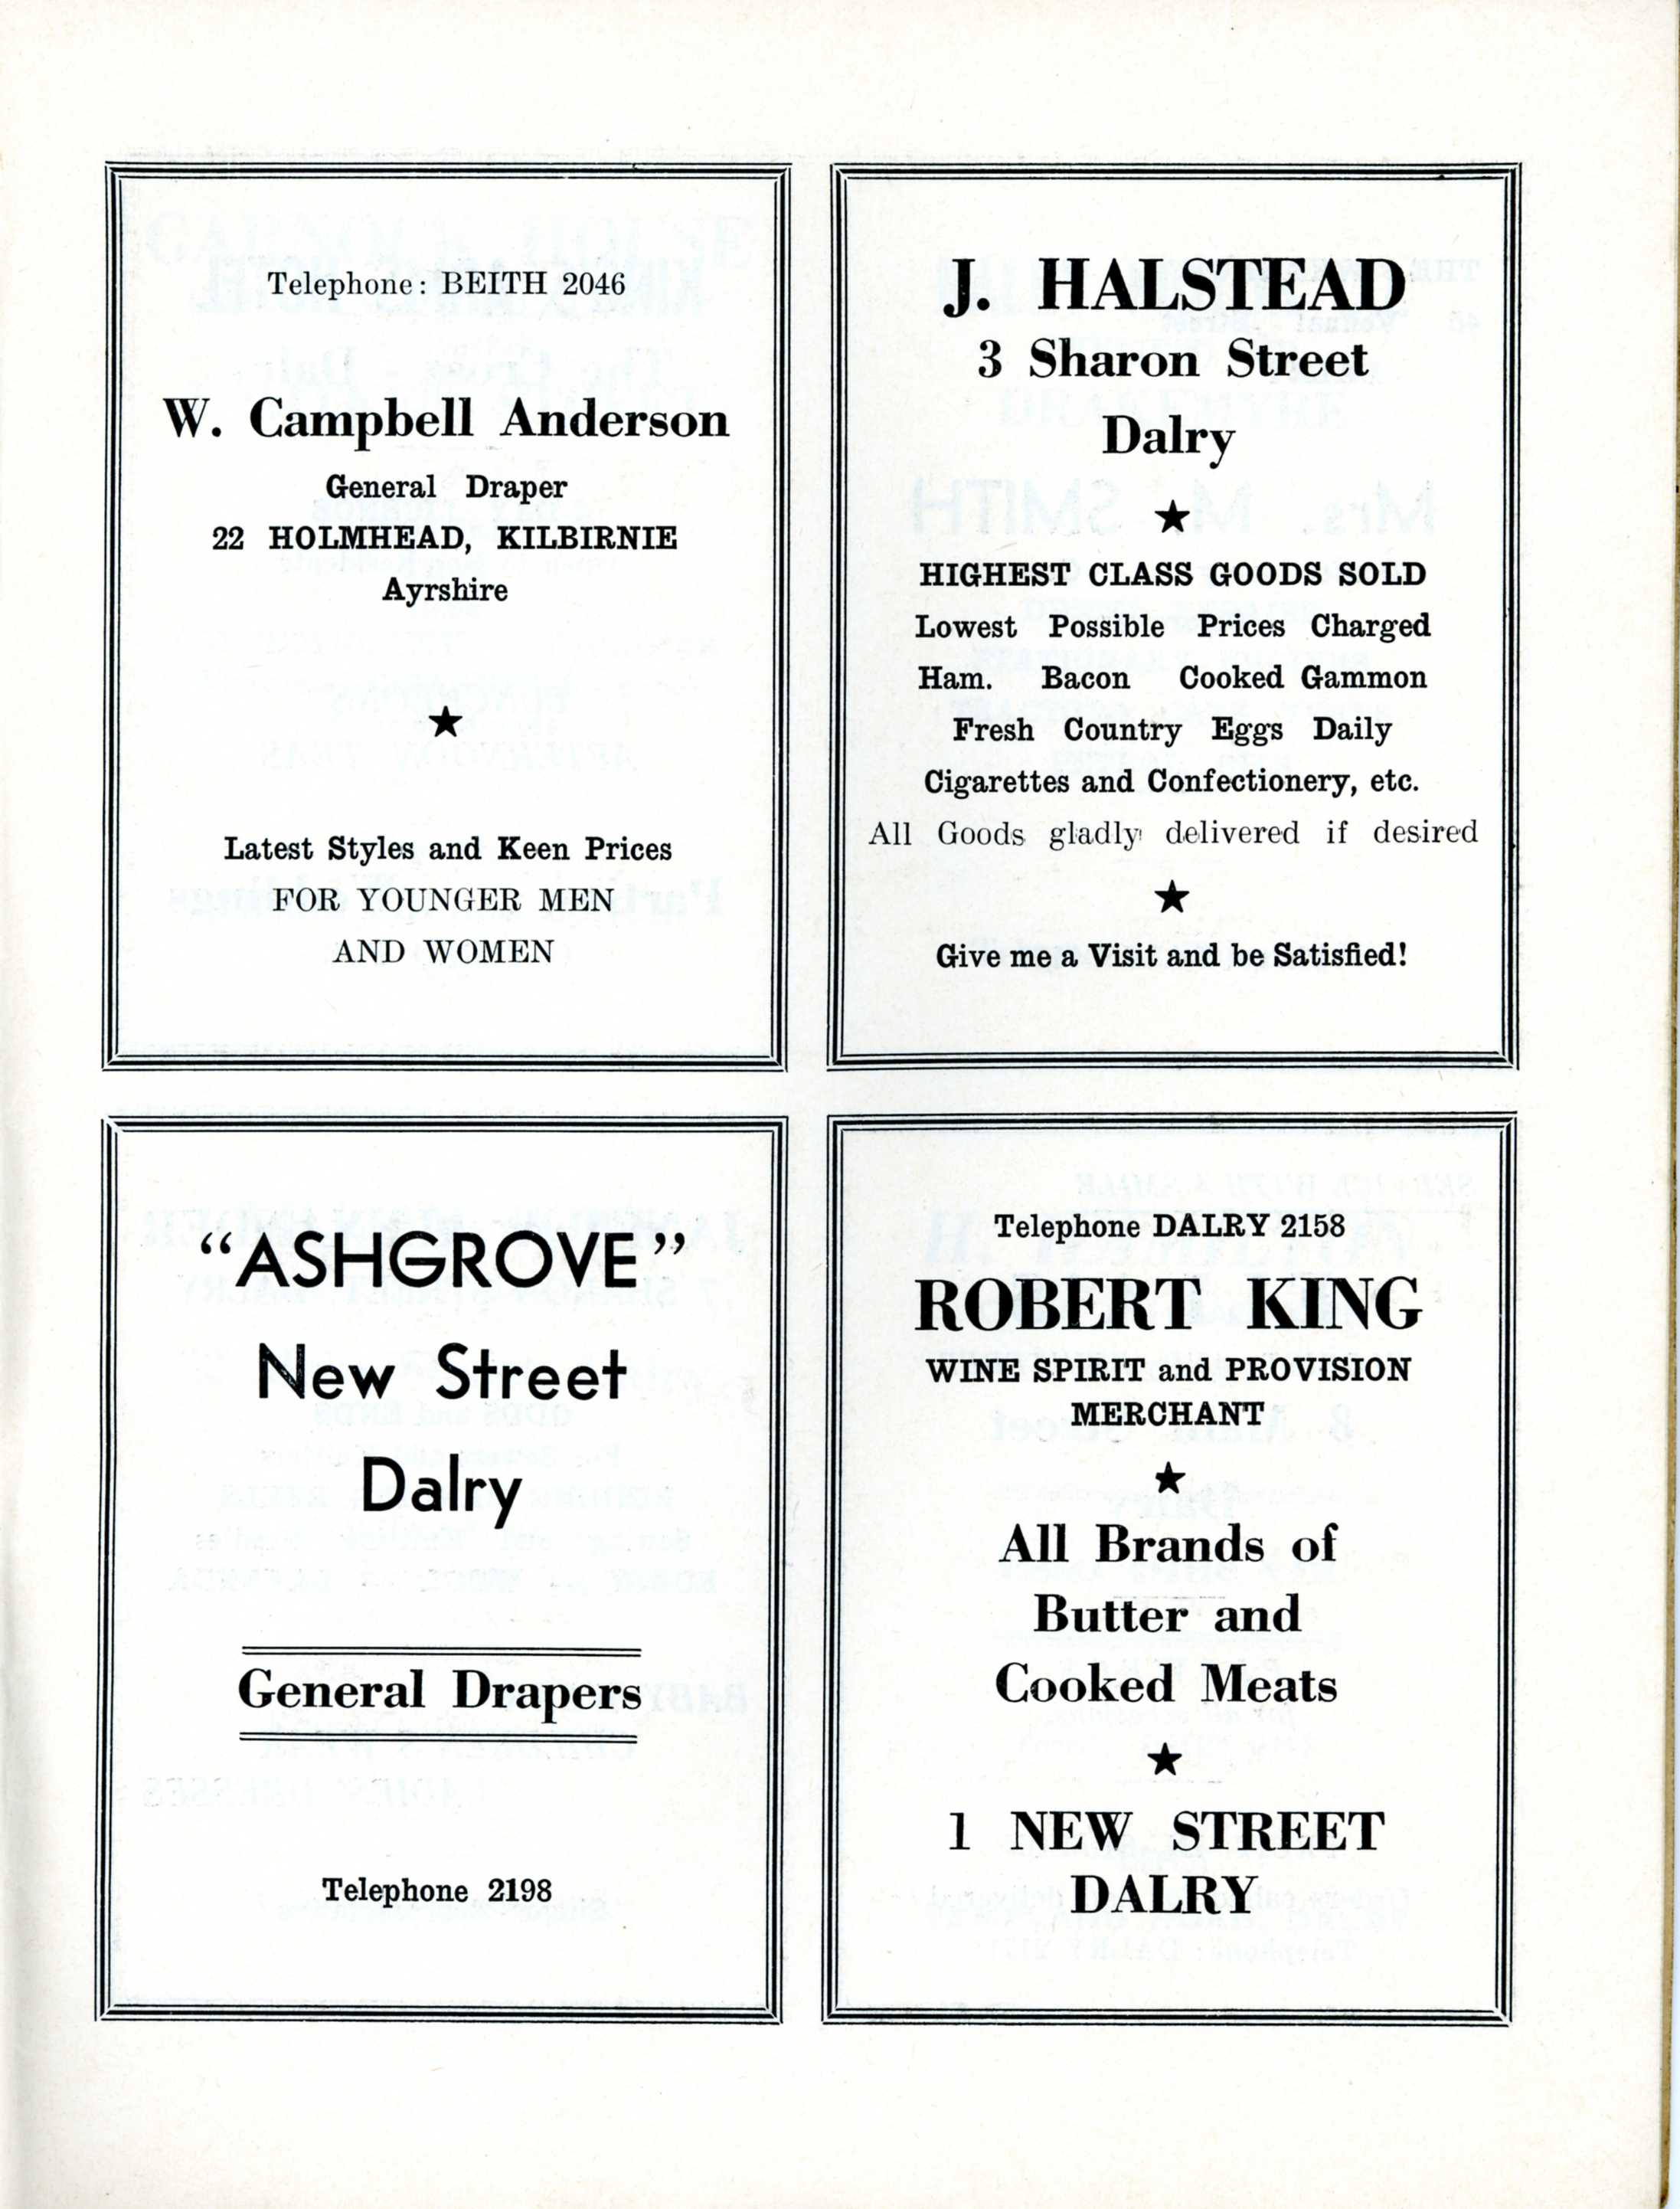 Telephone: BEITH 2046
W. Campbell Anderson
General Draper
22 HOLMHEAD, KILBIRNIE
Ayrshire
★
Latest Styles and Keen Prices
FOR YOUNGER MEN
AND WOMEN
J. HALSTEAD
3 Sharon Street
Dalry
★
HIGHEST CLASS GOODS SOLD
Lowest Possible Prices Charged
Ham. Bacon Cooked Gammon
Fresh Country Eggs Daily
Cigarettes and Confectionery, etc.
All Goods gladly delivered if desired
★
Give me a Visit and be Satisfied!
"ASHGROVE"
New Street
Dalry
General Drapers
Telephone 2198
Telephone DALRY 2158
ROBERT KING
WINE SPIRIT and PROVISION
MERCHANT
★
All Brands of
Butter and
Cooked Meats
★
1 NEW STREET
DALRY